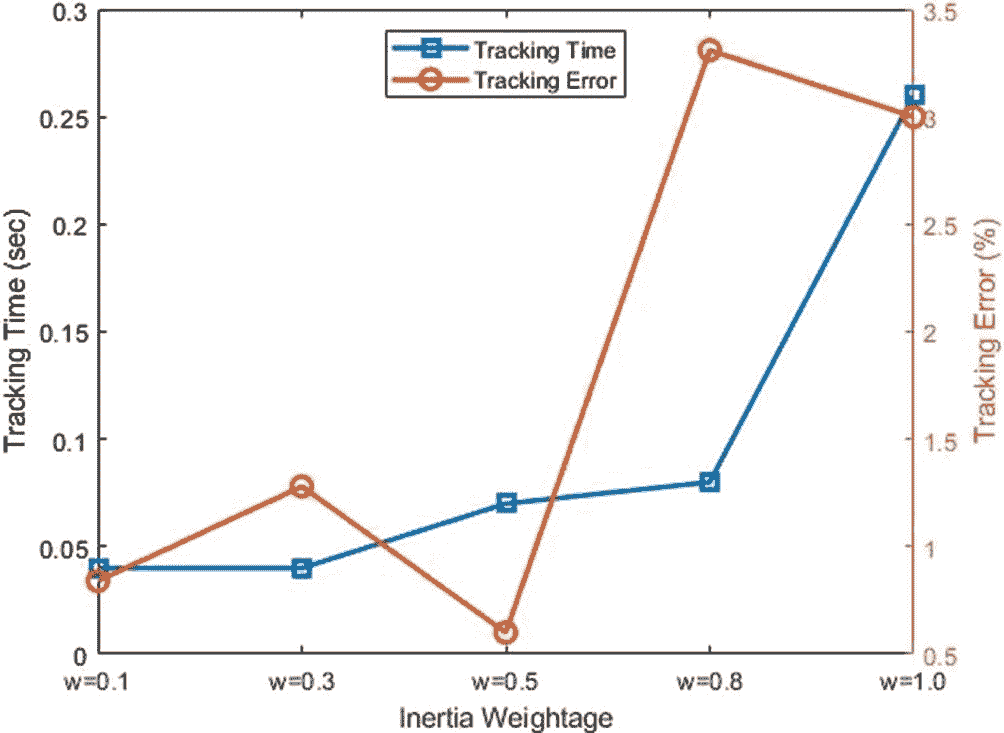 Tracking Time
Tracking Error
0.3
0.25
0.2
0.15
0.1
0.05
0
Tracking Time (sec)
3.5
3
2.5
2
1.5
1
0.5
Tracking Error (%)
w=0.1 w=0.3 w=0.5 w=0.8 w=1.0
Inertia Weightage